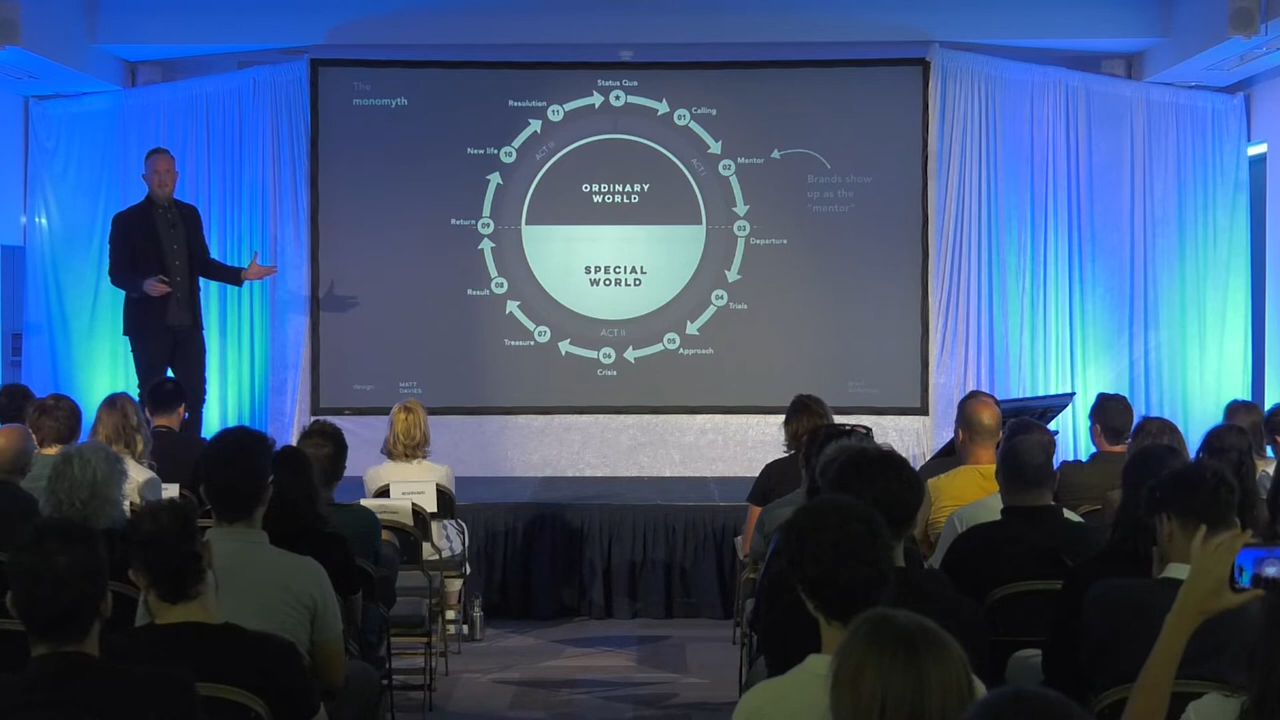 The
monomyth
Status Quo
Calling
01
02
Mentor
Brands show
up as the
"mentor"
03
Departure
04
Trials
05
Approach
06
Crisis
07
Treasure
08
Result
09
Return
10
New life
11
Resolution
ACT I
ACT II
ACT III
ORDINARY
WORLD
SPECIAL
WORLD
design:
MATT
DAVIES
RESERVED